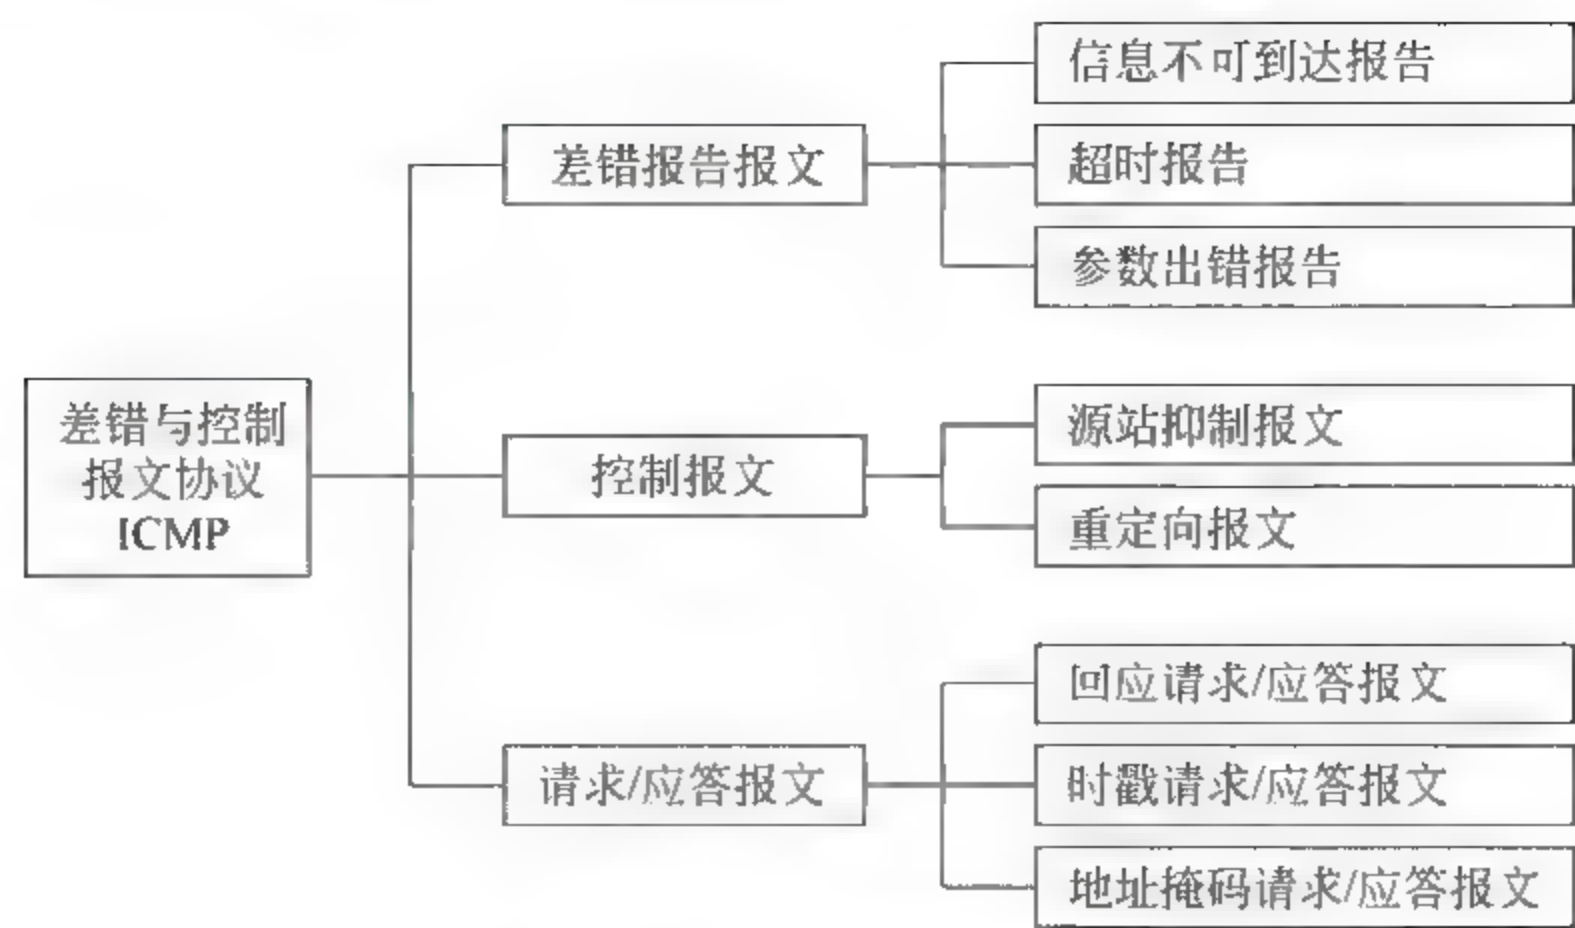 信息不可到达报告
差错报告报文
超时报告
参数出错报告
差错与控制
报文协议
ICMP
控制报文
源站抑制报文
重定向报文
回应请求/应答报文
请求/应答报文
时戳请求/应答报文
地址掩码请求/应答报文